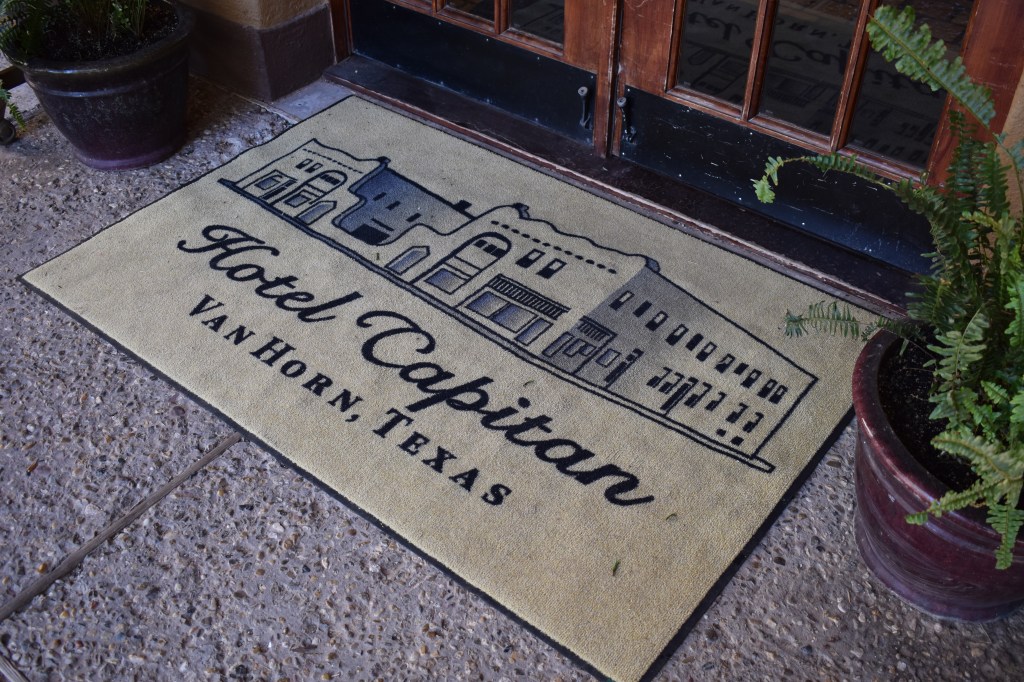 Hotel Capitan
Van Horn, Texas